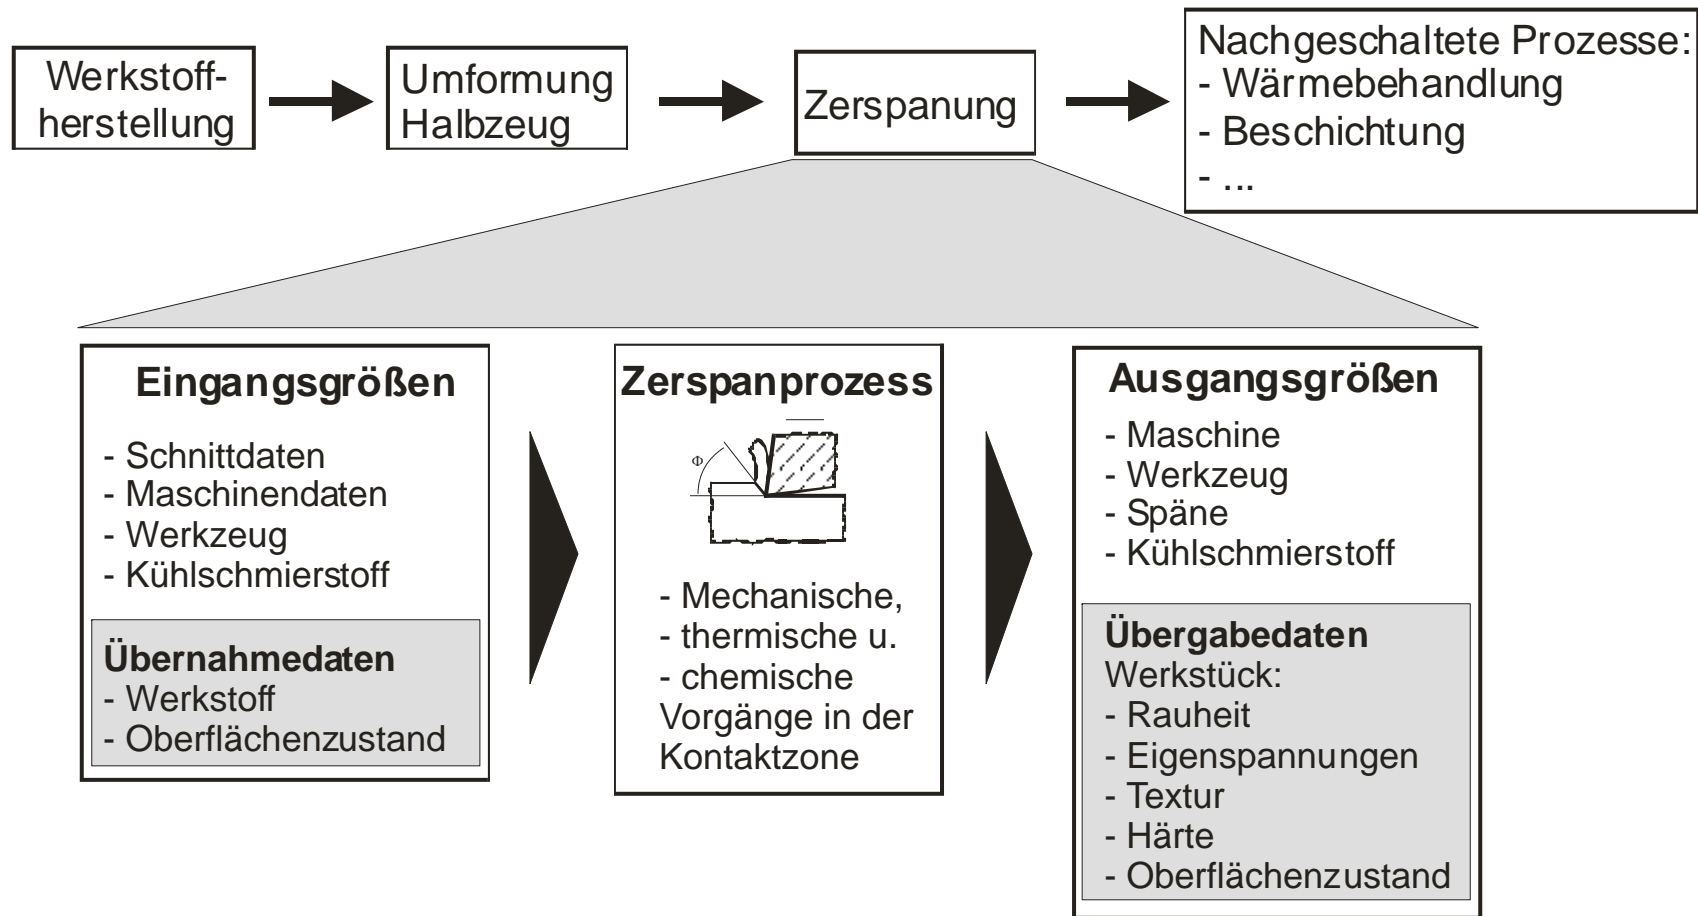 Werkstoff-
herstellung
Umformung
Halbzeug
Zerspanung
Nachgeschaltete Prozesse:
- Wärmebehandlung
- Beschichtung
- ...
Eingangsgrößen
- Schnittdaten
- Maschinendaten
- Werkzeug
- Kühlschmierstoff
Übernahmedaten
- Werkstoff
- Oberflächenzustand
Zerspanprozess
Φ
- Mechanische,
- thermische u.
- chemische
Vorgänge in der
Kontaktzone
Ausgangsgrößen
- Maschine
- Werkzeug
- Späne
- Kühlschmierstoff
Übergabedaten
Werkstück:
- Rauheit
- Eigenspannungen
- Textur
- Härte
- Oberflächenzustand